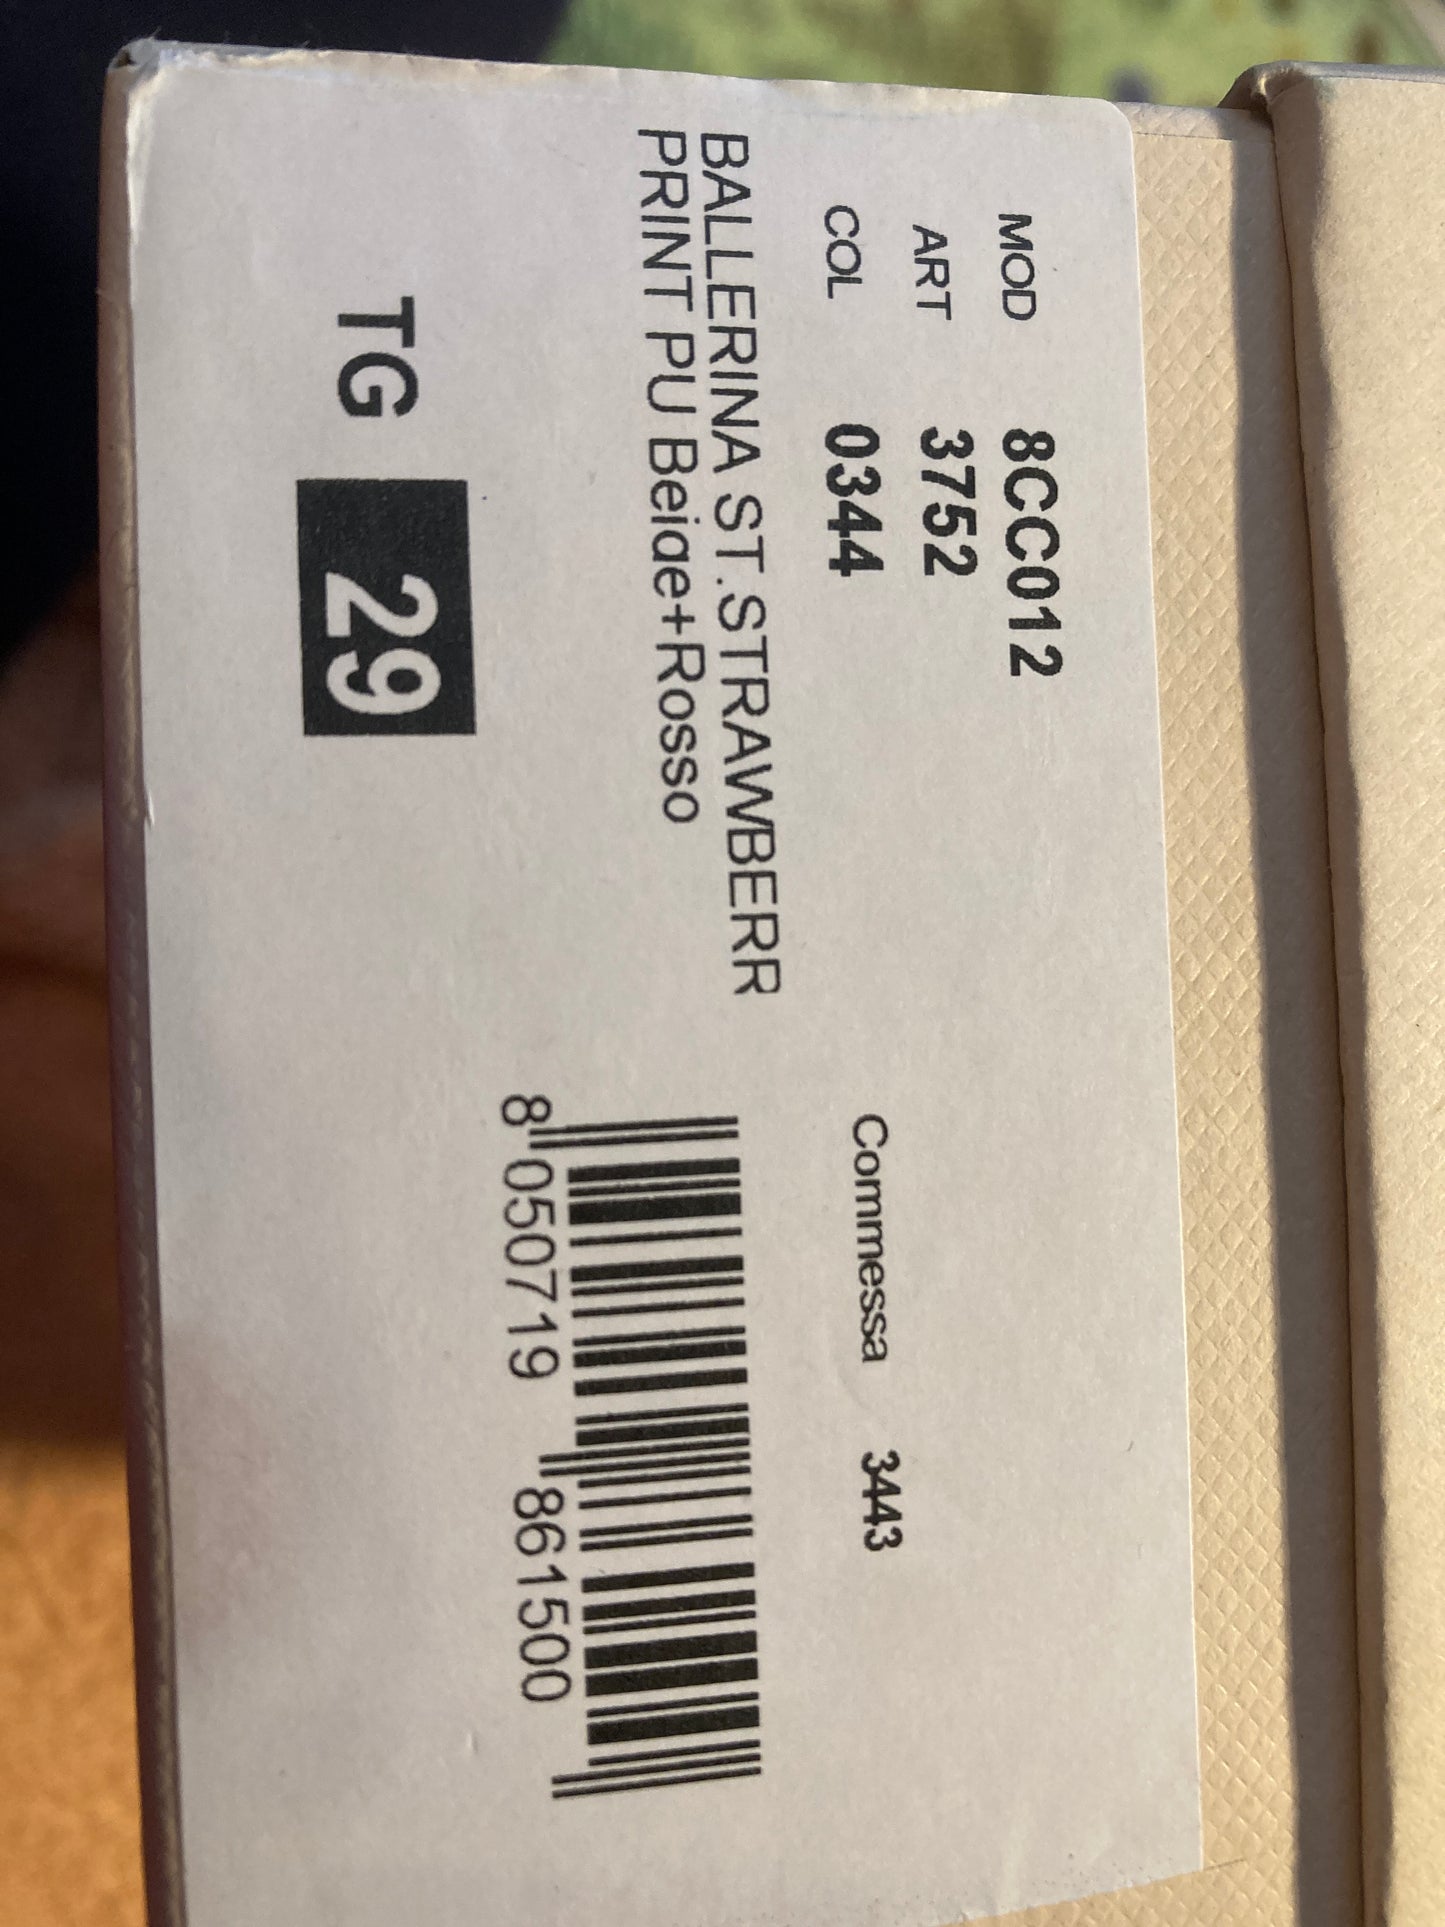 MOD 8CC012
ART 3752
COL 0344
Commessa 3443
BALLERINA ST.STRAWBERR
PRINT PU Beige+Rosso
8 050719 861500
TG 29